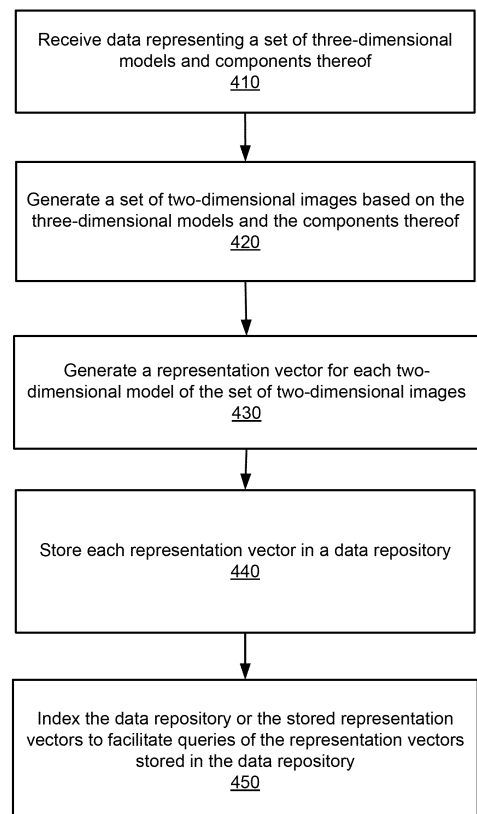 Receive data representing a set of three-dimensional
models and components thereof
410
Generate a set of two-dimensional images based on the
three-dimensional models and the components thereof
420
Generate a representation vector for each two-
dimensional model of the set of two-dimensional images
430
Store each representation vector in a data repository
440
Index the data repository or the stored representation
vectors to facilitate queries of the representation vectors
stored in the data repository
450